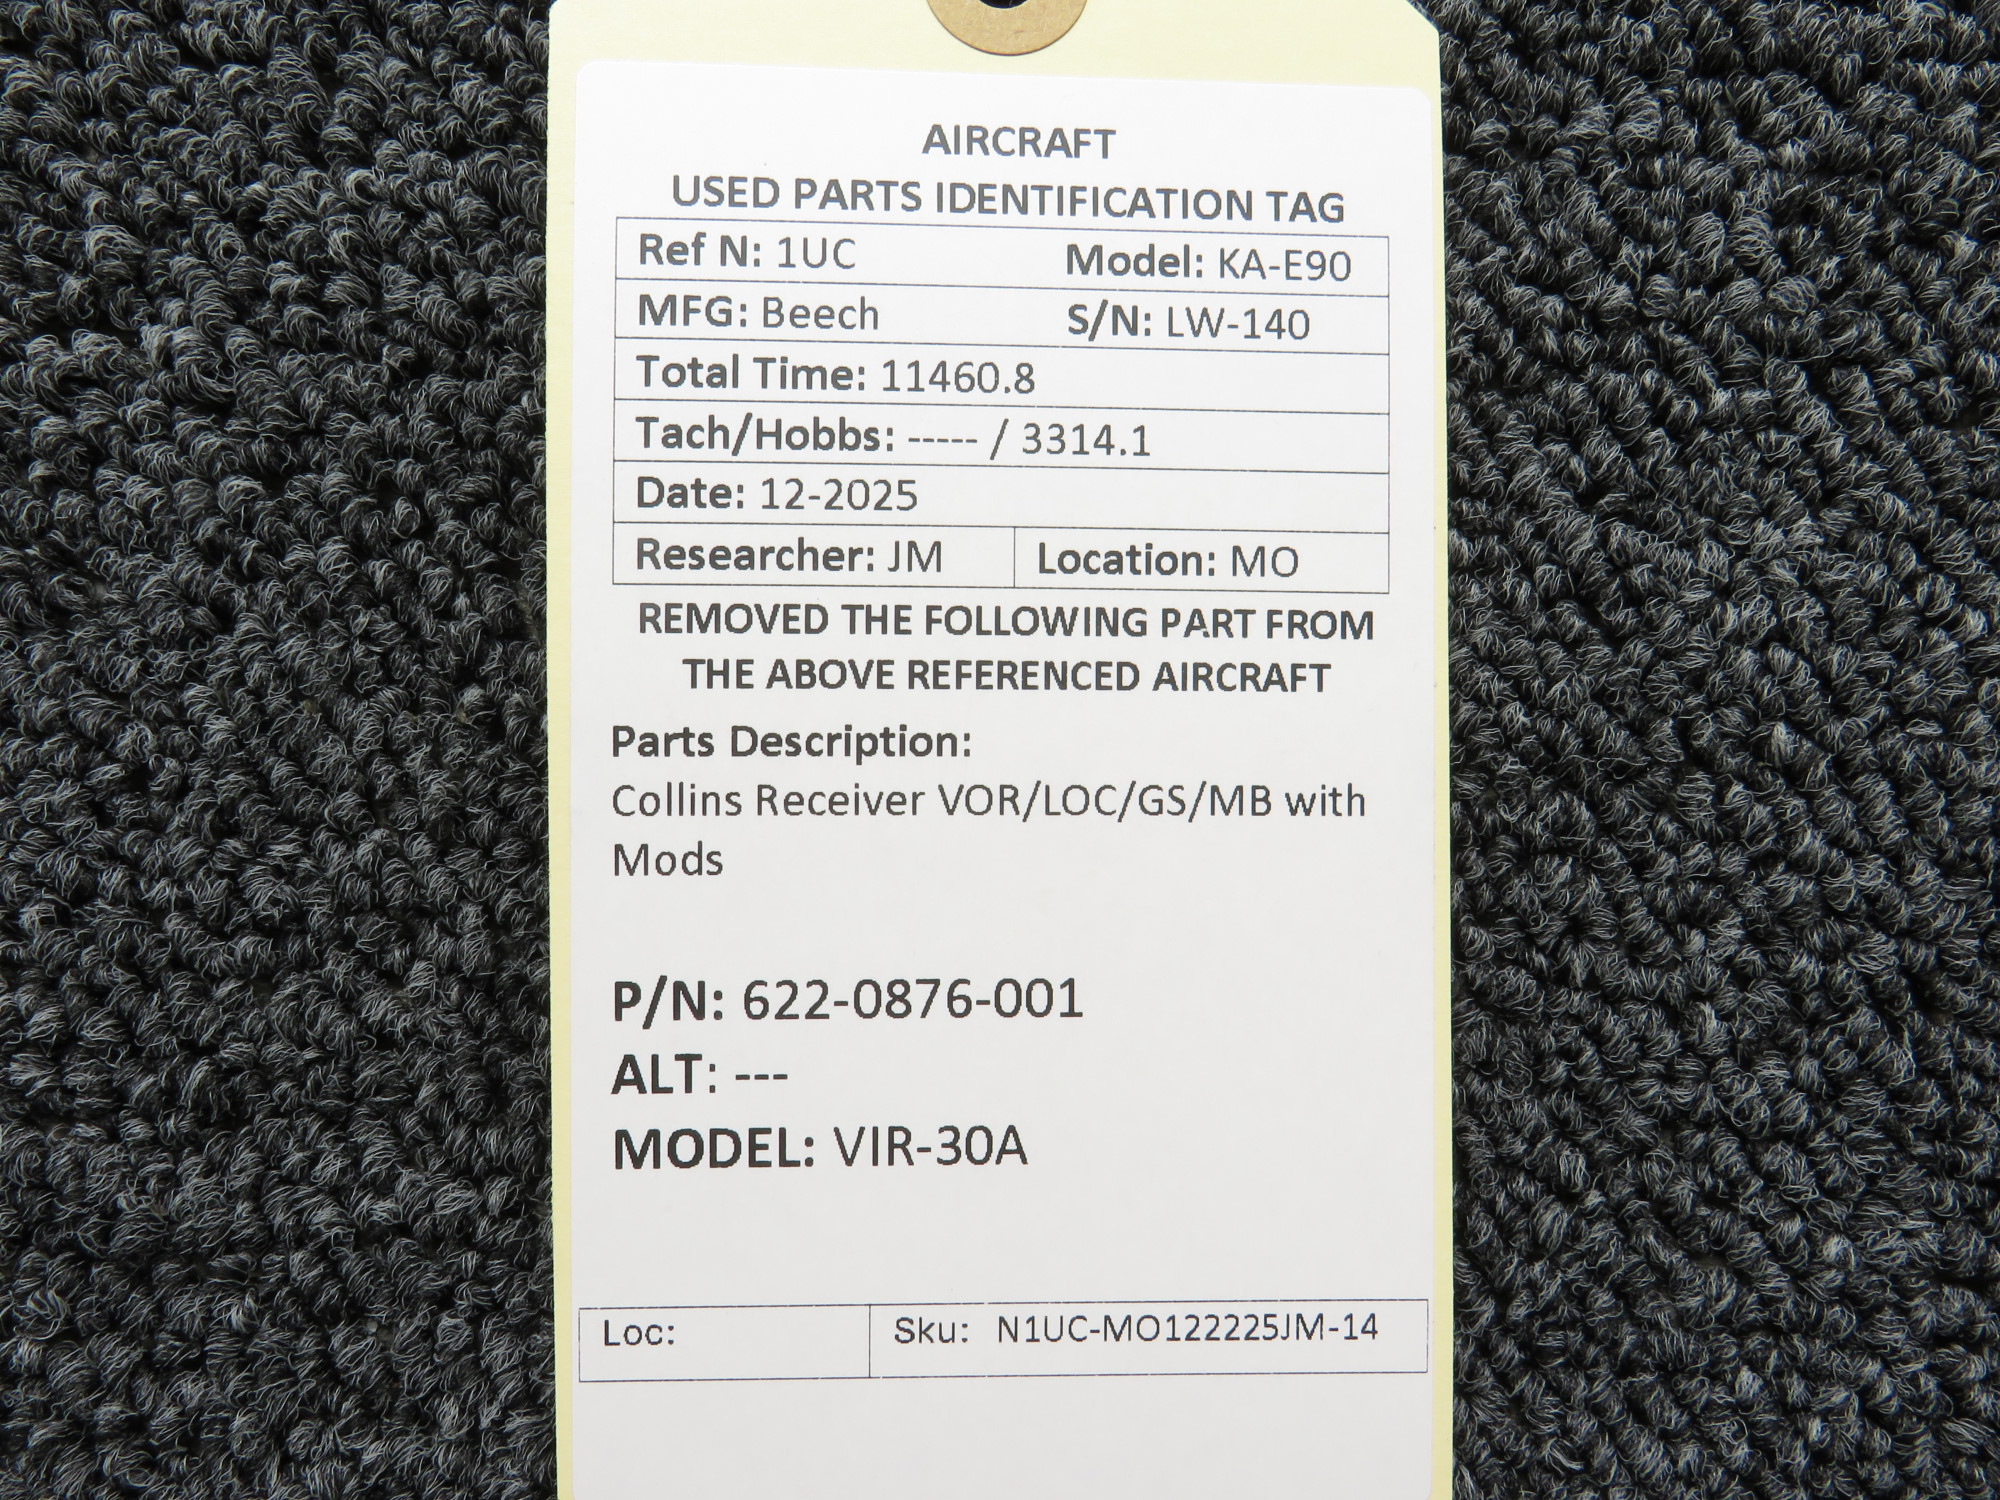 AIRCRAFT
USED PARTS IDENTIFICATION TAG
Ref N: 1UC Model: KA-E90
MFG: Beech S/N: LW-140
Total Time: 11460.8
Tach/Hobbs: ----- / 3314.1
Date: 12-2025
Researcher: JM Location: MO
REMOVED THE FOLLOWING PART FROM
THE ABOVE REFERENCED AIRCRAFT
Parts Description:
Collins Receiver VOR/LOC/GS/MB with
Mods
P/N: 622-0876-001
ALT: ---
MODEL: VIR-30A
Loc: Sku: N1UC-MO122225JM-14